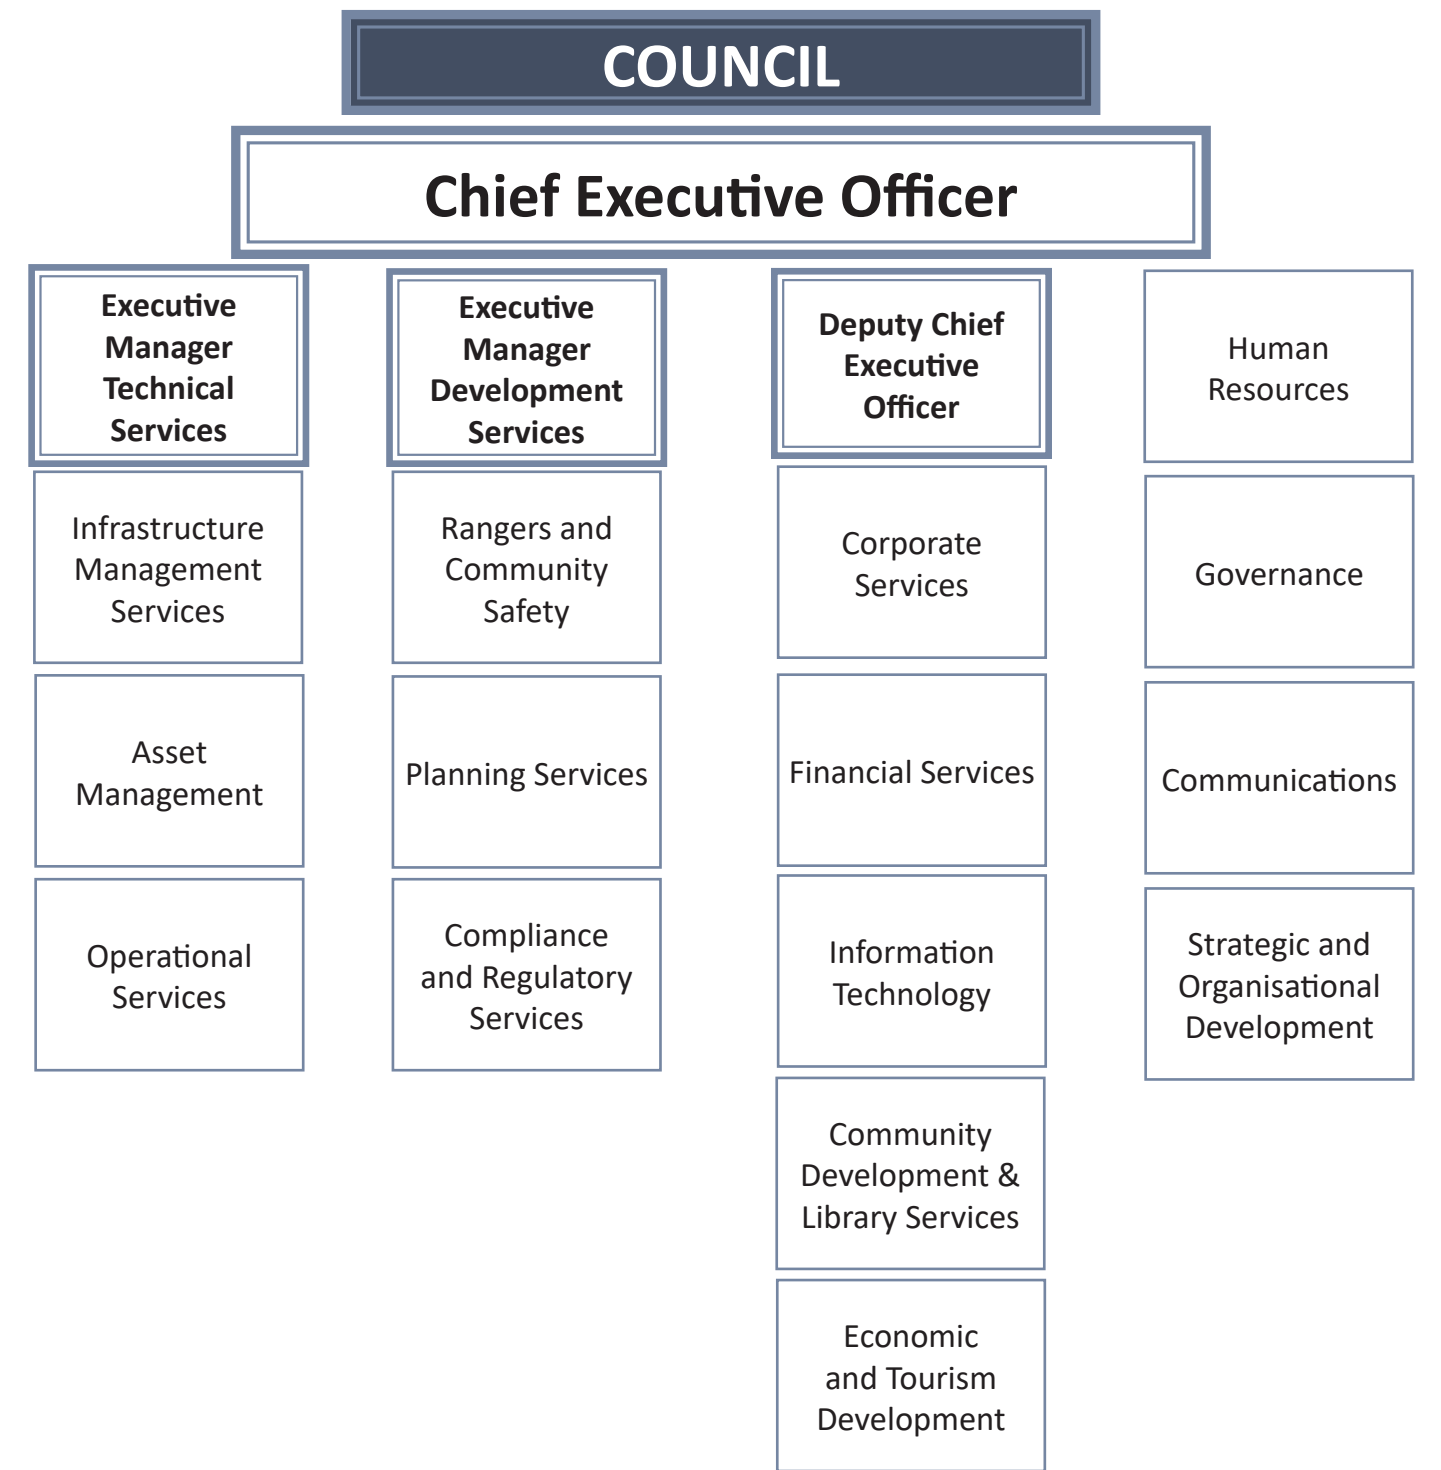 COUNCIL
Chief Executive Officer
Executive
Manager
Technical
Services
Infrastructure
Management
Services
Asset
Management
Operational
Services
Executive
Manager
Development
Services
Rangers and
Community
Safety
Planning Services
Compliance
and Regulatory
Services
Deputy Chief
Executive
Officer
Corporate
Services
Financial Services
Information
Technology
Community
Development &
Library Services
Economic
and Tourism
Development
Human
Resources
Governance
Communications
Strategic and
Organisational
Development